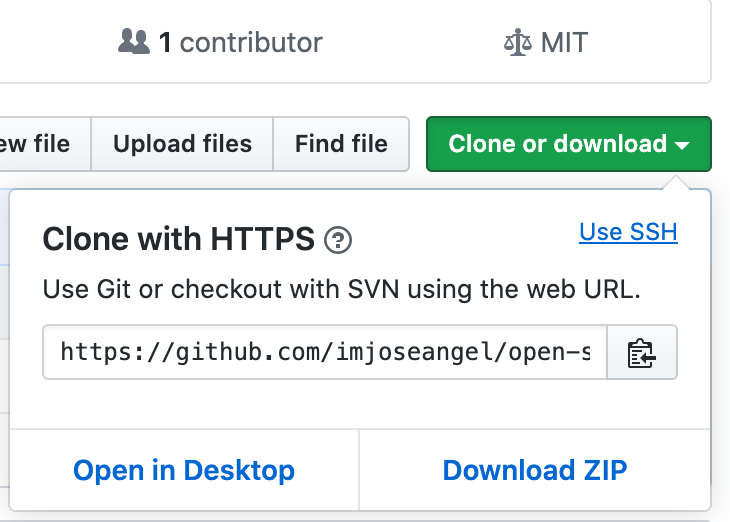 1 contributor
MIT
ew file
Upload files
Find file
Clone or download
Clone with HTTPS
Use SSH
Use Git or checkout with SVN using the web URL.
https://github.com/imjoseangel/open-s
Open in Desktop
Download ZIP